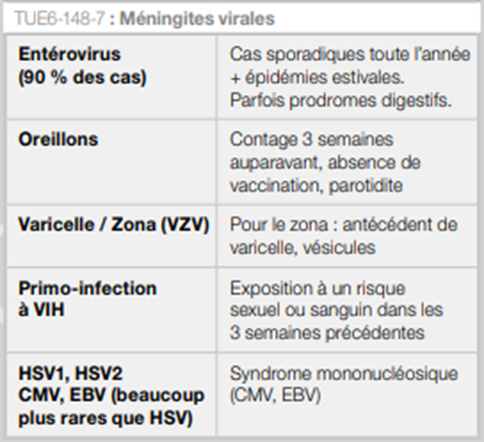 TUE6-148-7 : Méningites virales
Entérovirus
(90 % des cas)
Cas sporadiques toute l'année
+ épidémies estivales.
Parfois prodromes digestifs.
Oreillons
Contage 3 semaines
auparavant, absence de
vaccination, parotidite
Varicelle / Zona (VZV)
Pour le zona : antécédent de
varicelle, vésicules
Primo-infection
à VIH
Exposition à un risque
sexuel ou sanguin dans les
3 semaines précédentes
HSV1, HSV2
CMV, EBV (beaucoup
plus rares que HSV)
Syndrome mononucléosique
(CMV, EBV)